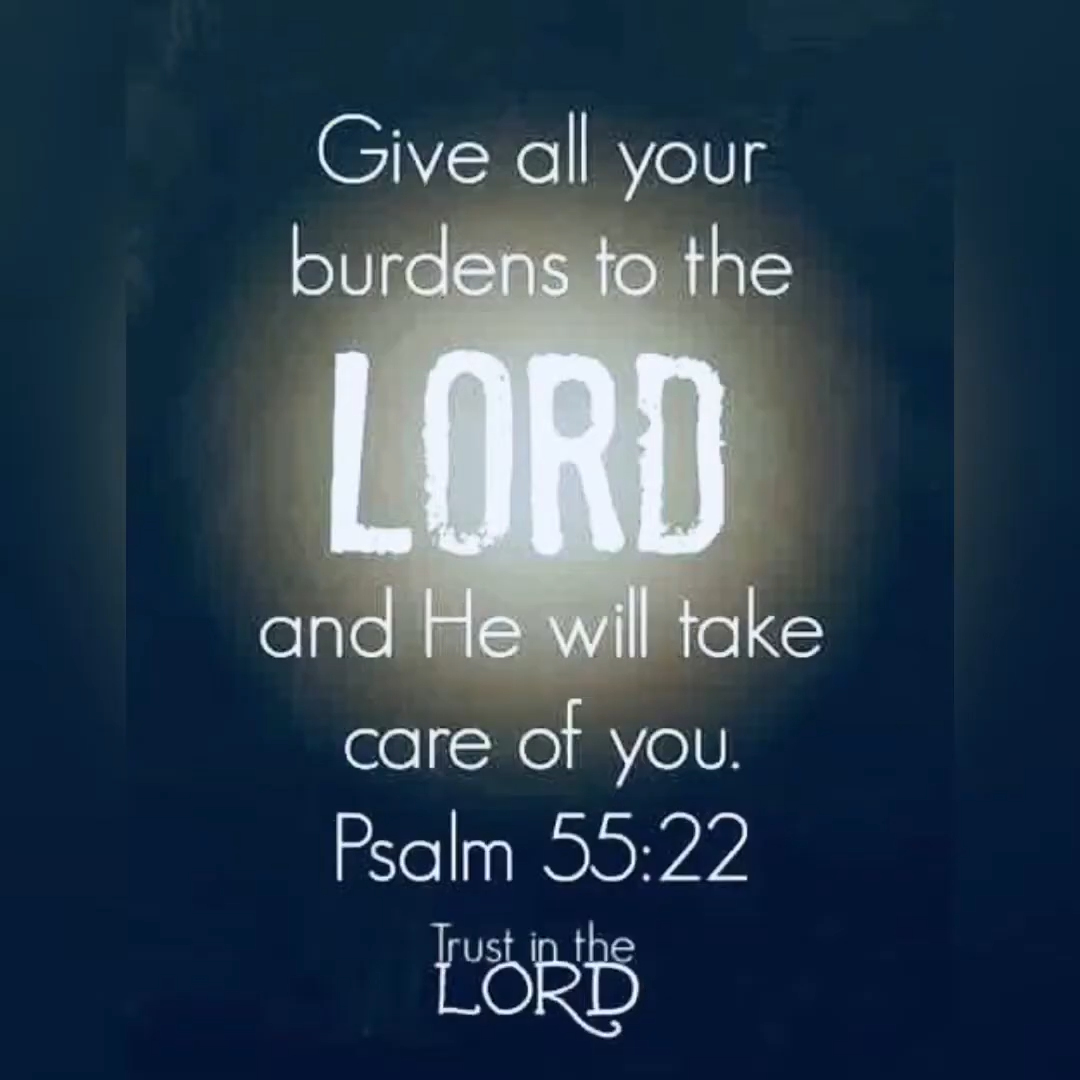 Give all your
burdens to the
LORD
and He will take
care of you.
Psalm 55:22
Trust in the
LORD